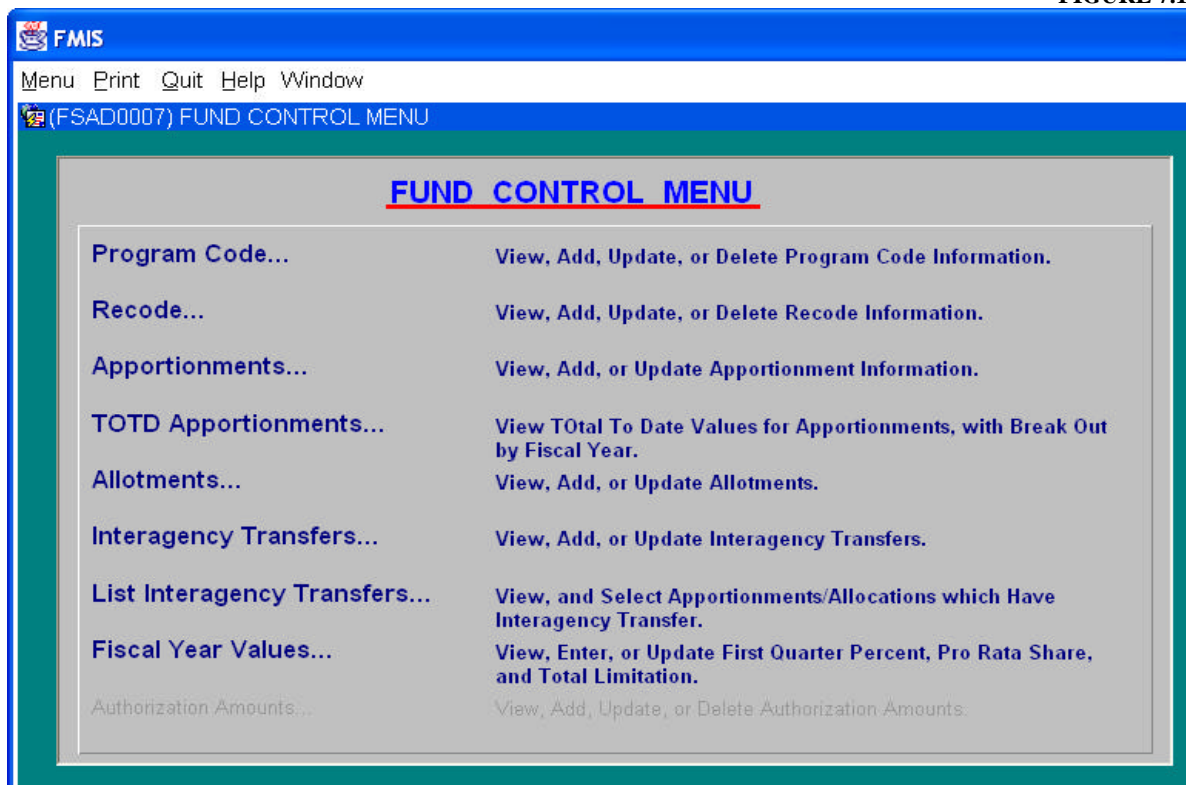 FIGURE 7.1
FMIS
Menu Print Quit Help Window
(FSAD0007) FUND CONTROL MENU
FUND CONTROL MENU
Program Code... View, Add, Update, or Delete Program Code Information.
Recode... View, Add, Update, or Delete Recode Information.
Apportionments... View, Add, or Update Apportionment Information.
TOTD Apportionments... View TOtal To Date Values for Apportionments, with Break Out
by Fiscal Year.
Allotments... View, Add, or Update Allotments.
Interagency Transfers... View, Add, or Update Interagency Transfers.
List Interagency Transfers... View, and Select Apportionments/Allocations which Have
Interagency Transfer.
Fiscal Year Values... View, Enter, or Update First Quarter Percent, Pro Rata Share,
and Total Limitation.
Authorization Amounts... View, Add, Update, or Delete Authorization Amounts.